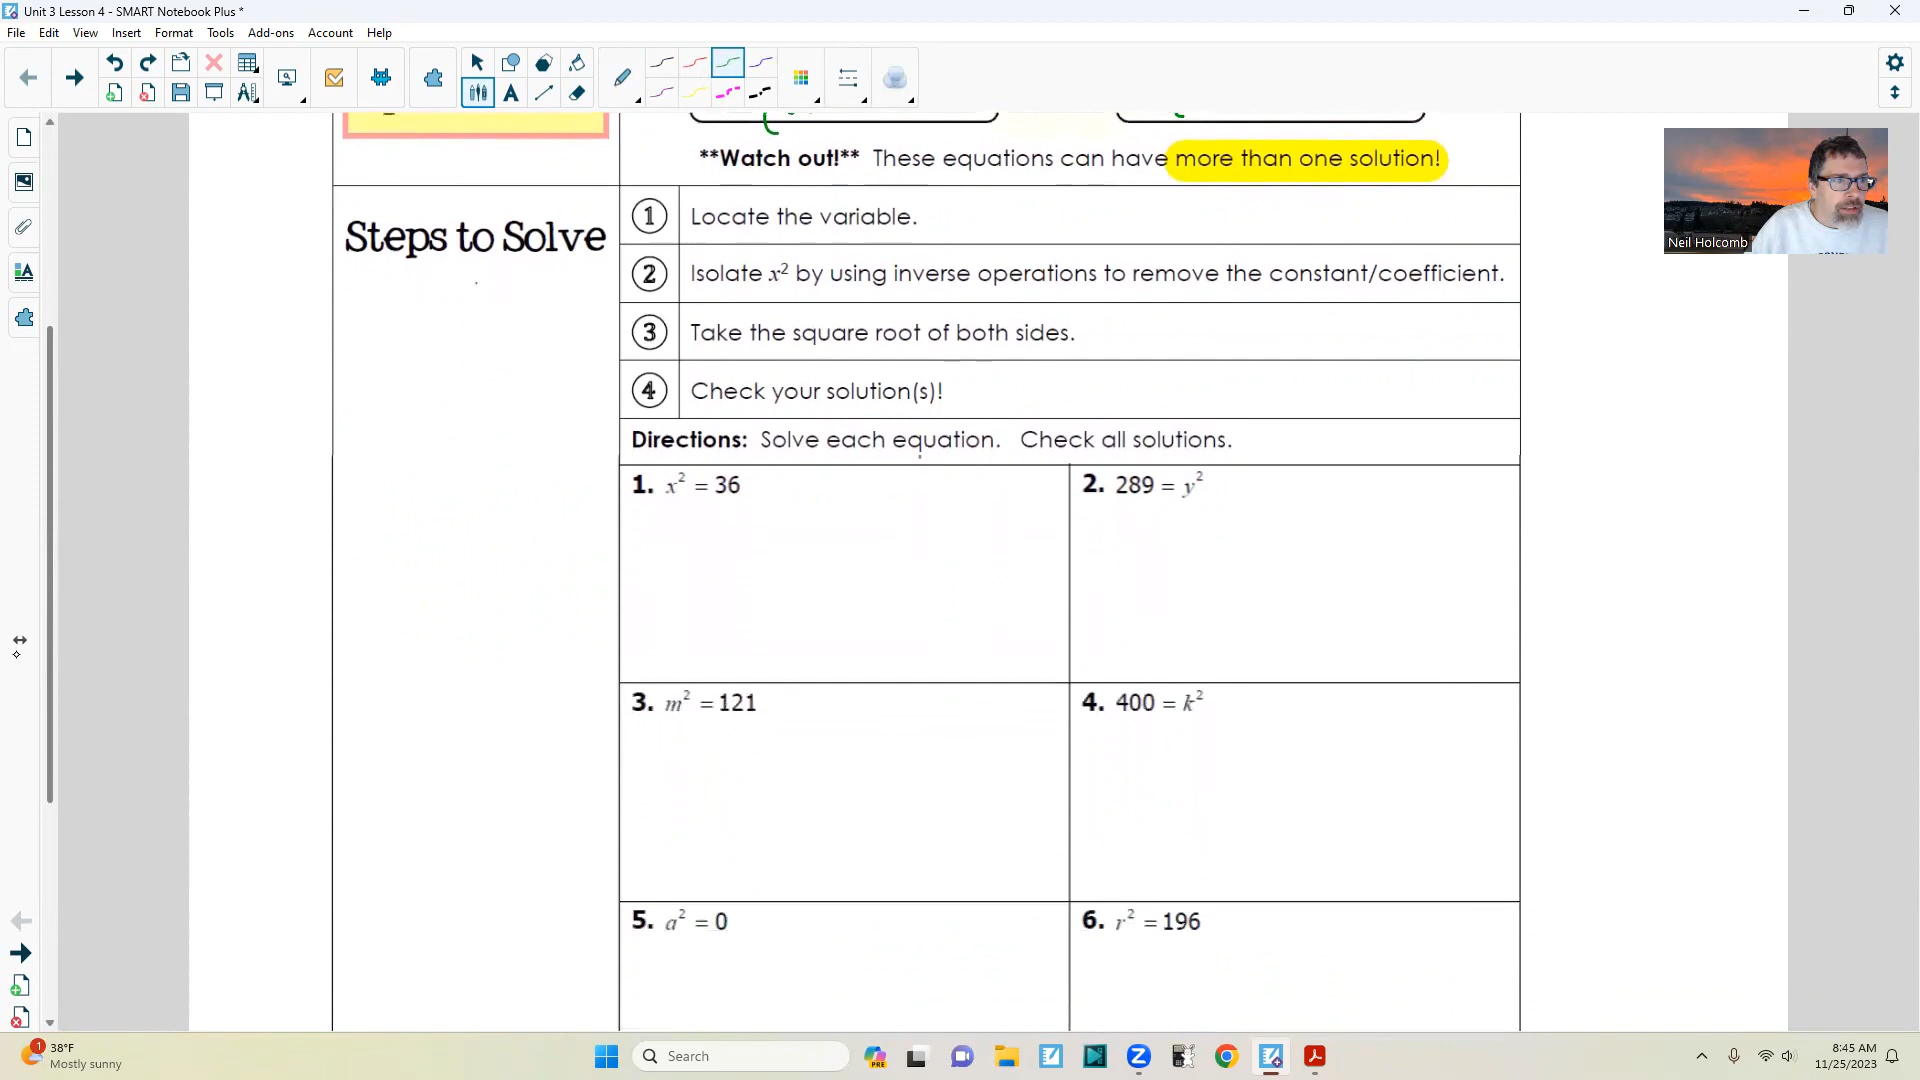 Unit 3 Lesson 4 - SMART Notebook Plus *
File Edit View Insert Format Tools Add-ons Account Help
**Watch out!** These equations can have more than one solution!
Neil Holcomb
Steps to Solve
1 Locate the variable.
2 Isolate x² by using inverse operations to remove the constant/coefficient.
3 Take the square root of both sides.
4 Check your solution(s)!
Directions: Solve each equation. Check all solutions.
1. x² = 36
2. 289 = y²
3. m² = 121
4. 400 = k²
5. a² = 0
6. r² = 196
1
38°F
Mostly sunny
Search
PRE
8:45 AM
11/25/2023